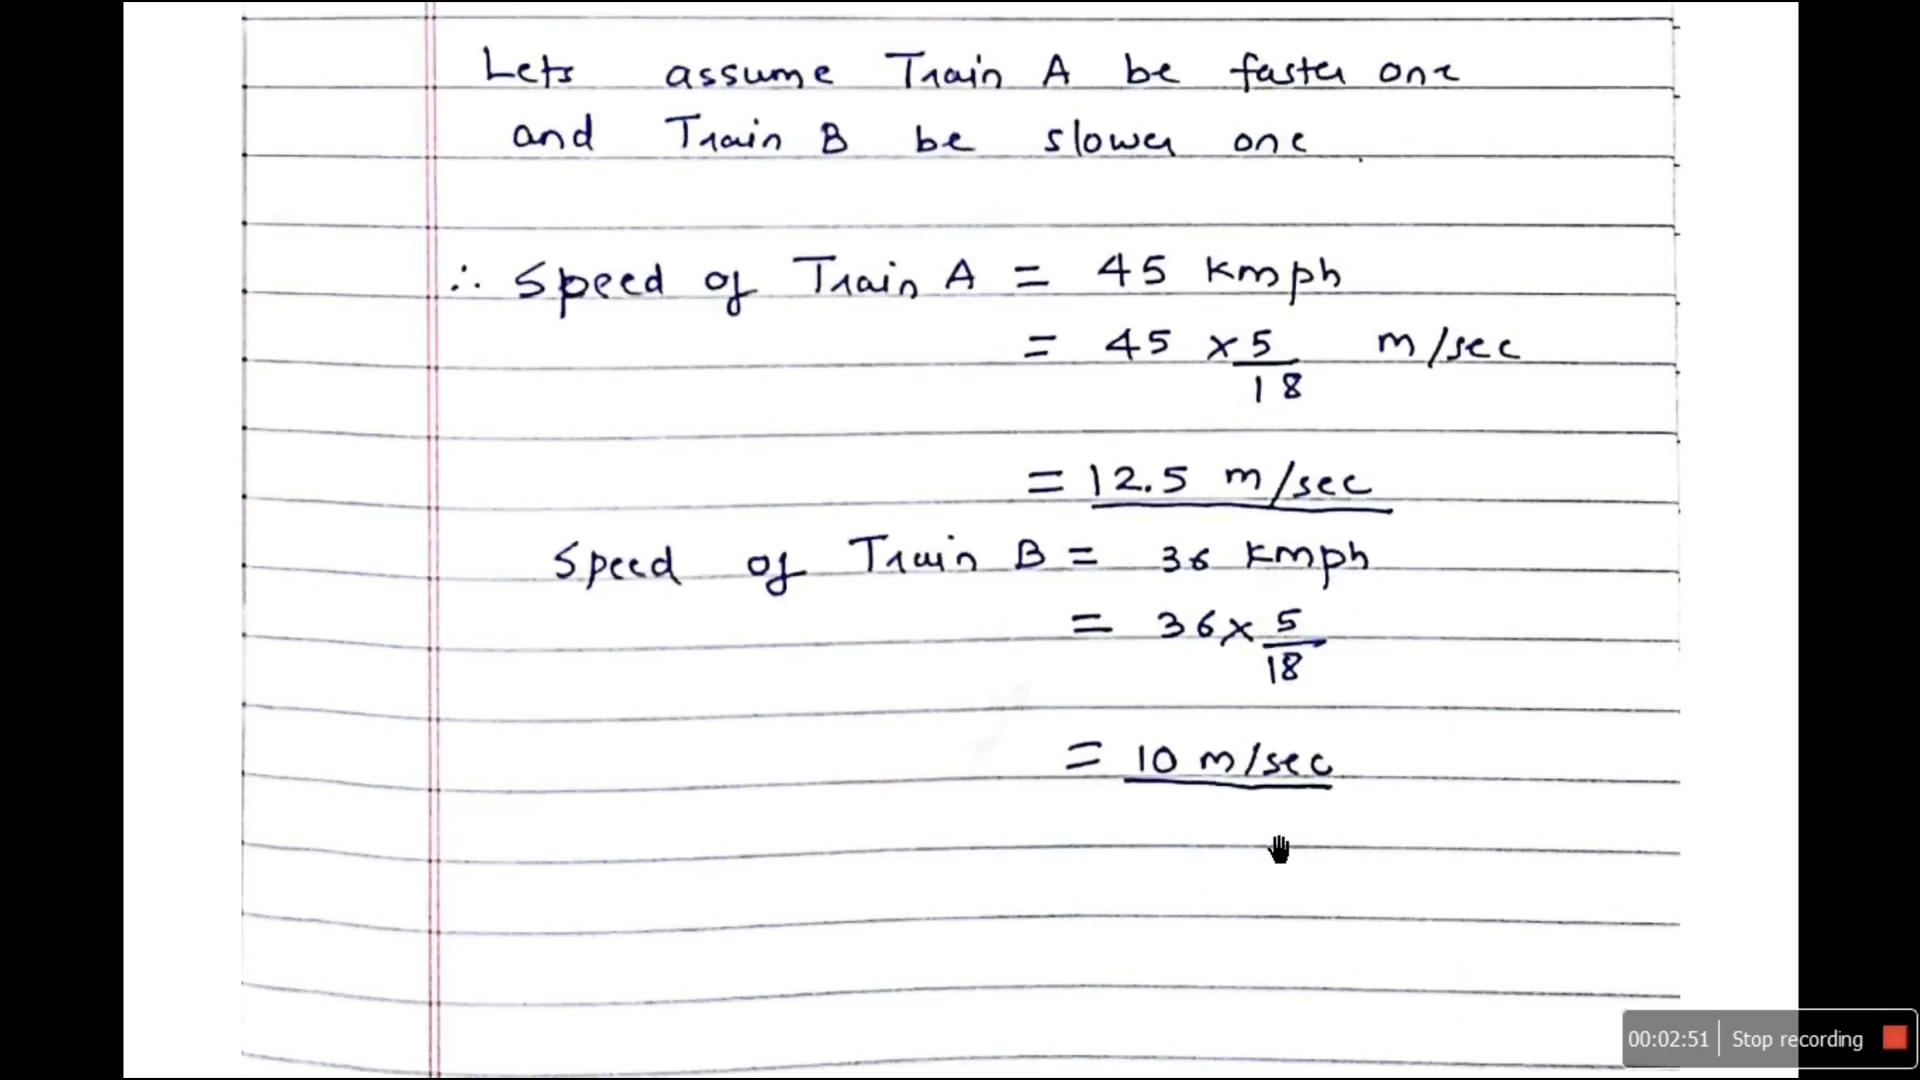 Lets assume Train A be faster one
and Train B be slower one.
∴ Speed of Train A = 45 kmph
= 45 × 5/18 m/sec
= 12.5 m/sec
Speed of Train B = 36 kmph
= 36 × 5/18
= 10 m/sec
00:02:51 Stop recording